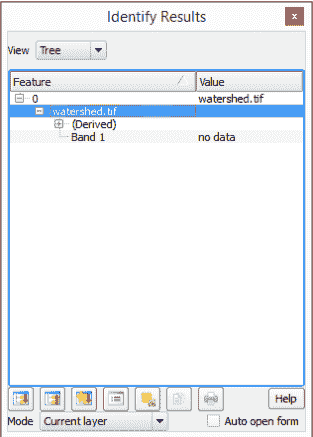 Identify Results
x
View Tree
Feature Value
0 watershed.tif
watershed.tif
(Derived)
Band 1 no data
Help
Mode Current layer Auto open form